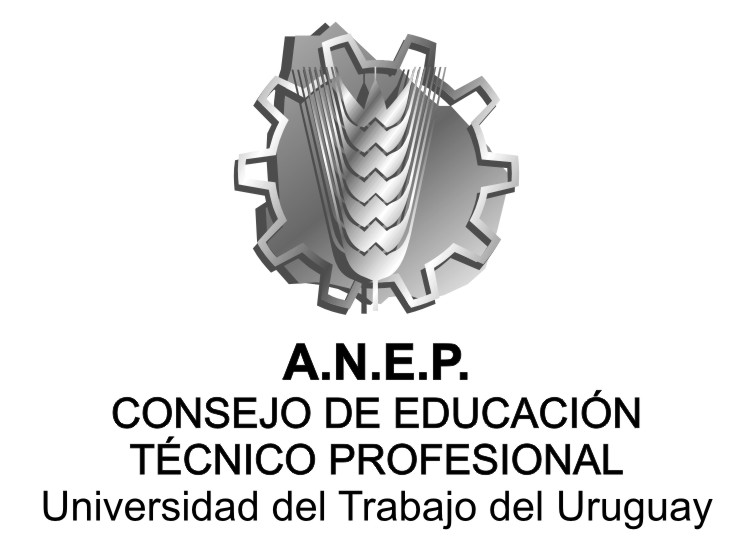 A.N.E.P.
CONSEJO DE EDUCACIÓN
TÉCNICO PROFESIONAL
Universidad del Trabajo del Uruguay